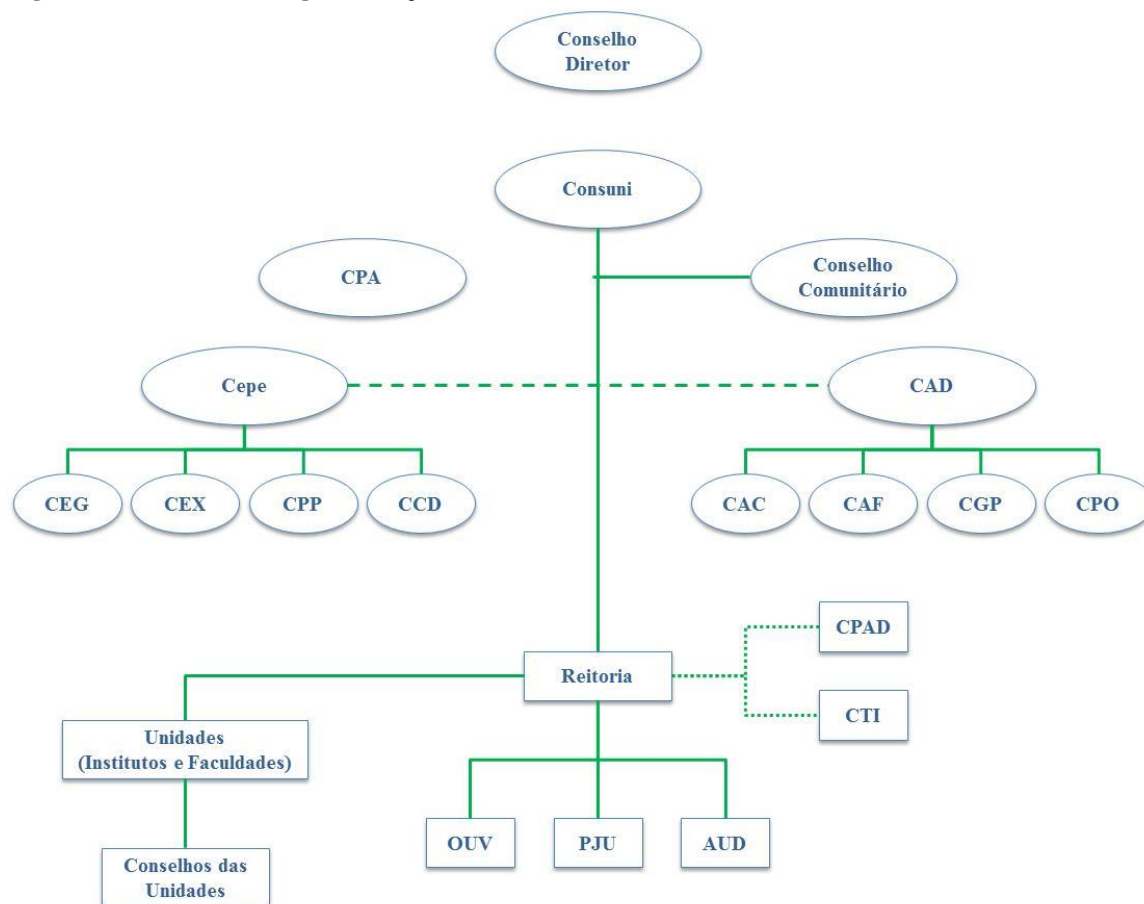 Conselho
Diretor
Consuni
CPA
Conselho
Comunitário
Cepe
CAD
CEG
CEX
CPP
CCD
CAC
CAF
CGP
CPO
CPAD
Reitoria
CTI
Unidades
(Institutos e Faculdades)
OUV
PJU
AUD
Conselhos das
Unidades